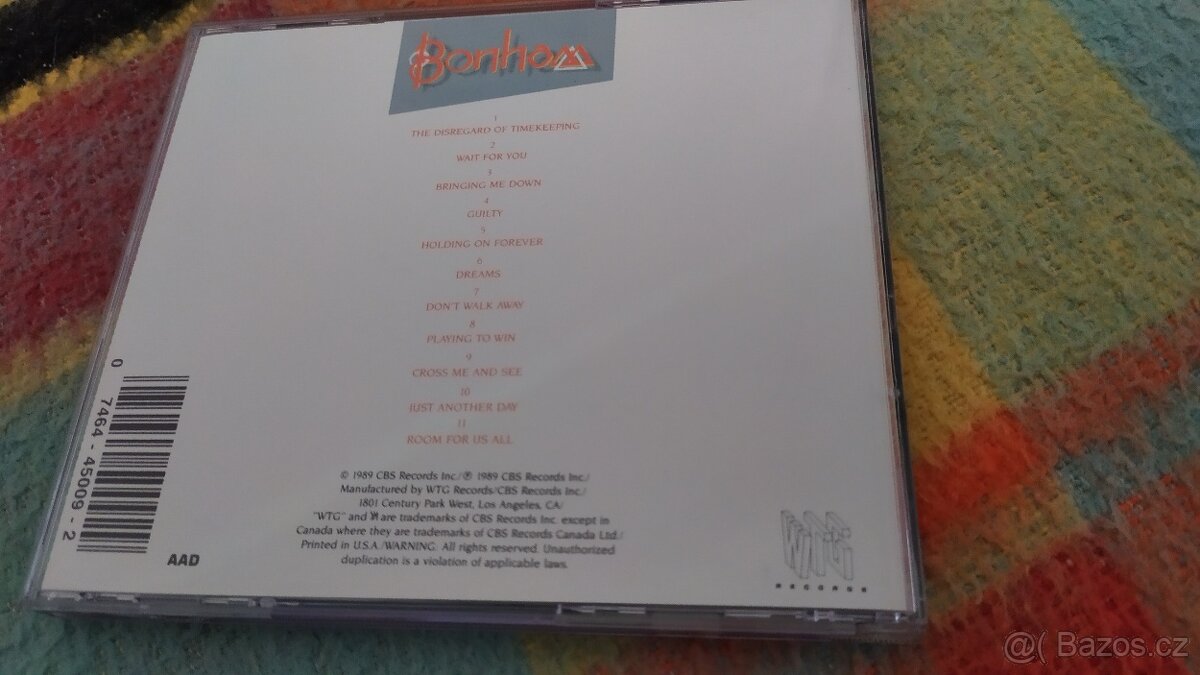 Bonham
1
THE DISREGARD OF TIMEKEEPING
2
WAIT FOR YOU
3
BRINGING ME DOWN
4
GUILTY
5
HOLDING ON FOREVER
6
DREAMS
7
DON'T WALK AWAY
8
PLAYING TO WIN
9
CROSS ME AND SEE
10
JUST ANOTHER DAY
11
ROOM FOR US ALL
© 1989 CBS Records Inc./℗ 1989 CBS Records Inc./
Manufactured by WTG Records/CBS Records Inc./
1801 Century Park West, Los Angeles, CA/
"WTG" and are trademarks of CBS Records Inc. except in
Canada where they are trademarks of CBS Records Canada Ltd./
Printed in U.S.A./WARNING: All rights reserved. Unauthorized
duplication is a violation of applicable laws.
0 7464-45009-2
AAD
WTG
RECORDS
@( Bazos.cz